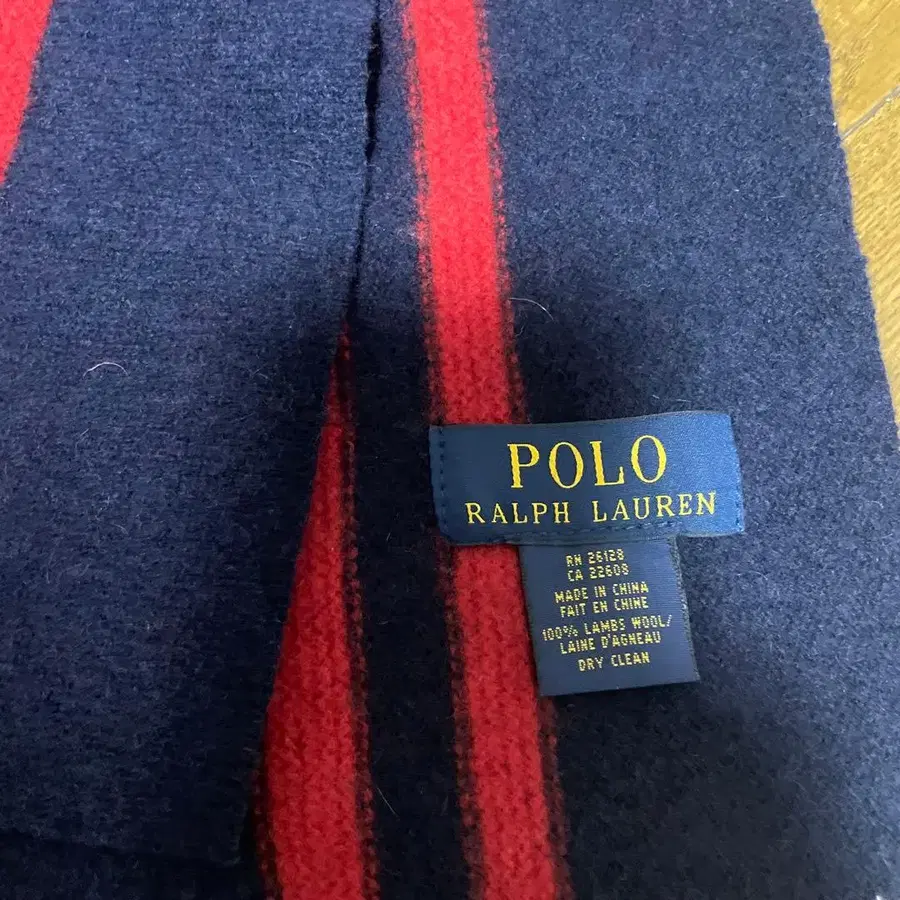 POLO
RALPH LAUREN
RN 26128
CA 22608
MADE IN CHINA
FAIT EN CHINE
100% LAMBS WOOL/
LAINE D'AGNEAU
DRY CLEAN